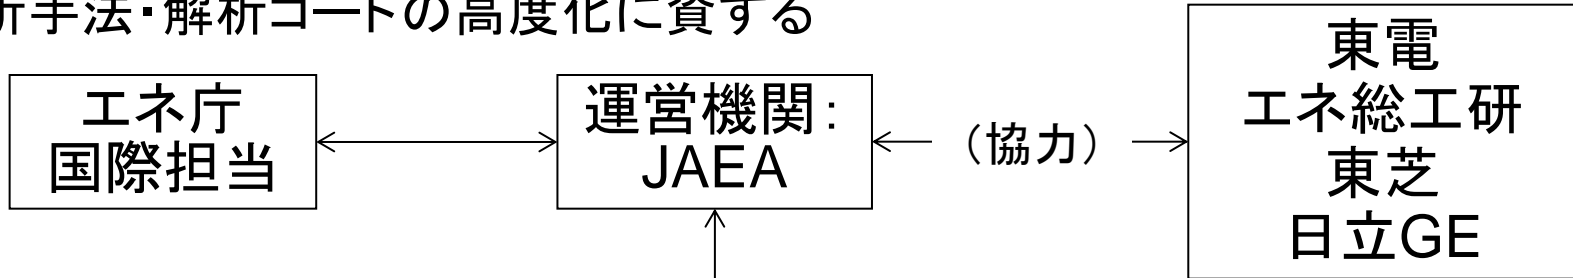 析手法・解析コードの高度化に資する
エネ庁
国際担当
運営機関:
JAEA
（協力）
東電
エネ総工研
東芝
日立GE